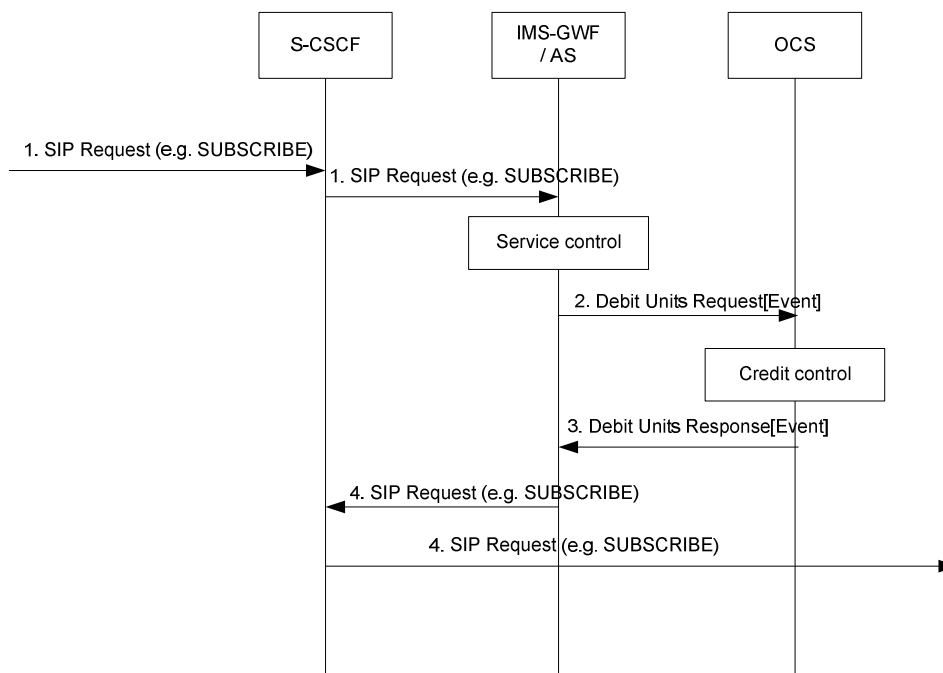 S-CSCF
IMS-GWF
/ AS
OCS
1. SIP Request (e.g. SUBSCRIBE)
1. SIP Request (e.g. SUBSCRIBE)
Service control
2. Debit Units Request[Event]
Credit control
3. Debit Units Response[Event]
4. SIP Request (e.g. SUBSCRIBE)
4. SIP Request (e.g. SUBSCRIBE)